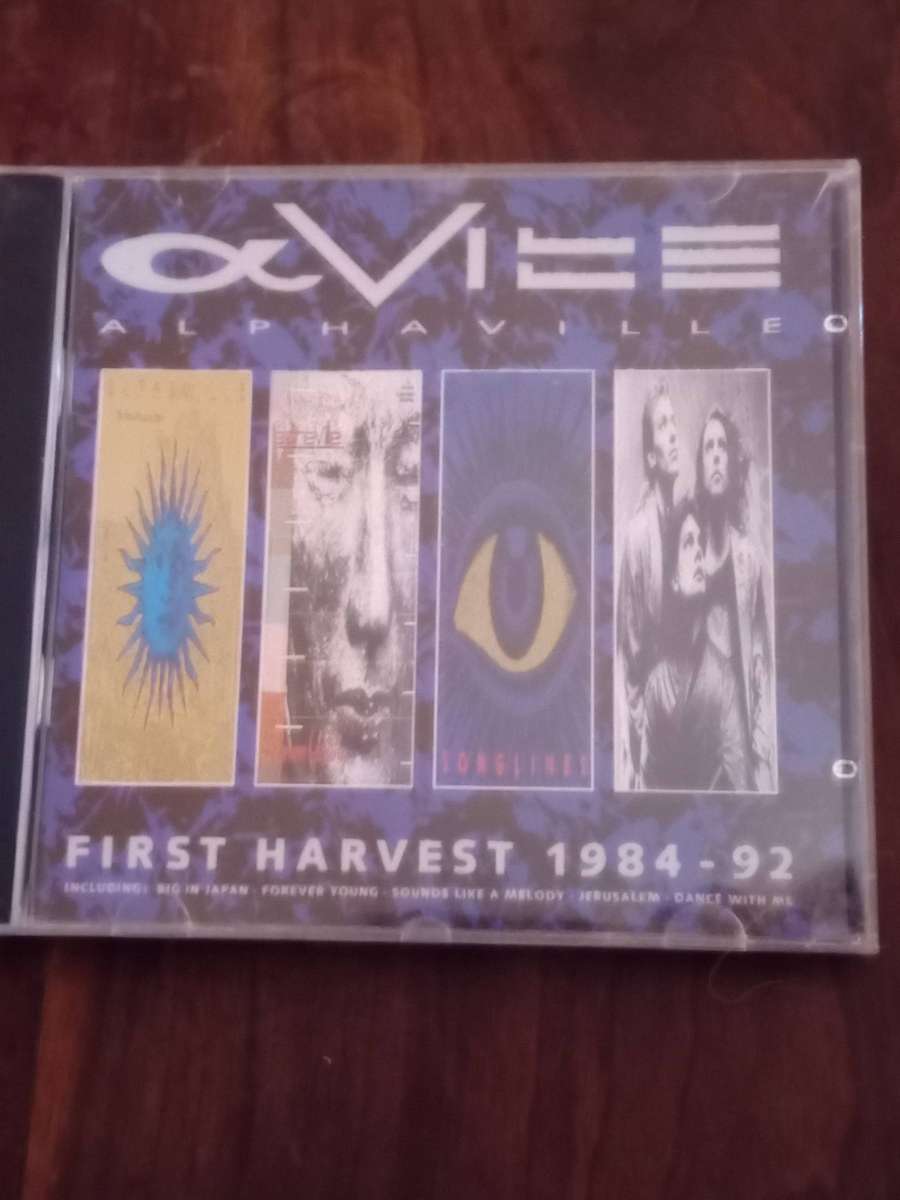 αVILLE
ALPHAVILLE
SONGLINES
FIRST HARVEST 1984-92
INCLUDING: BIG IN JAPAN · FOREVER YOUNG · SOUNDS LIKE A MELODY · JERUSALEM · DANCE WITH ME